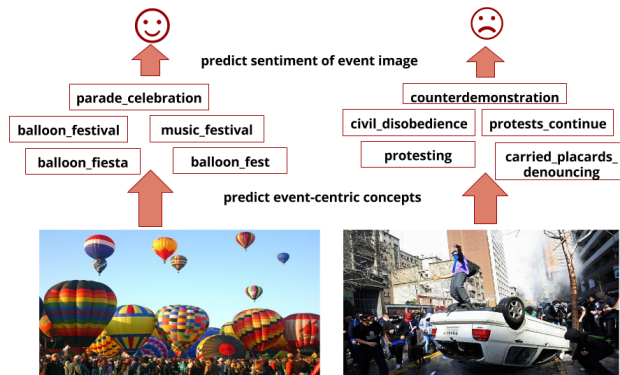 predict sentiment of event image
parade_celebration
balloon_festival
music_festival
balloon_fiesta
balloon_fest
counterdemonstration
civil_disobedience
protests_continue
protesting
carried_placards_
denouncing
predict event-centric concepts